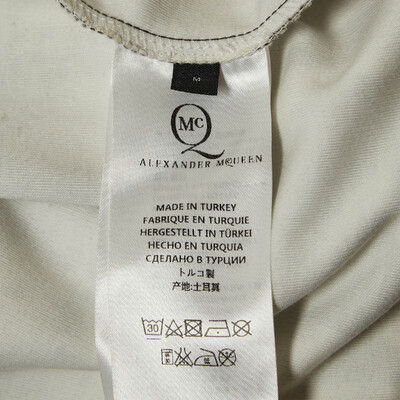 M
McQ
ALEXANDER McQUEEN
MADE IN TURKEY
FABRIQUE EN TURQUIE
HERGESTELLT IN TÜRKEI
HECHO EN TURQUIA
СДЕЛАНО В ТУРЦИИ
トルコ製
产地:土耳其
30